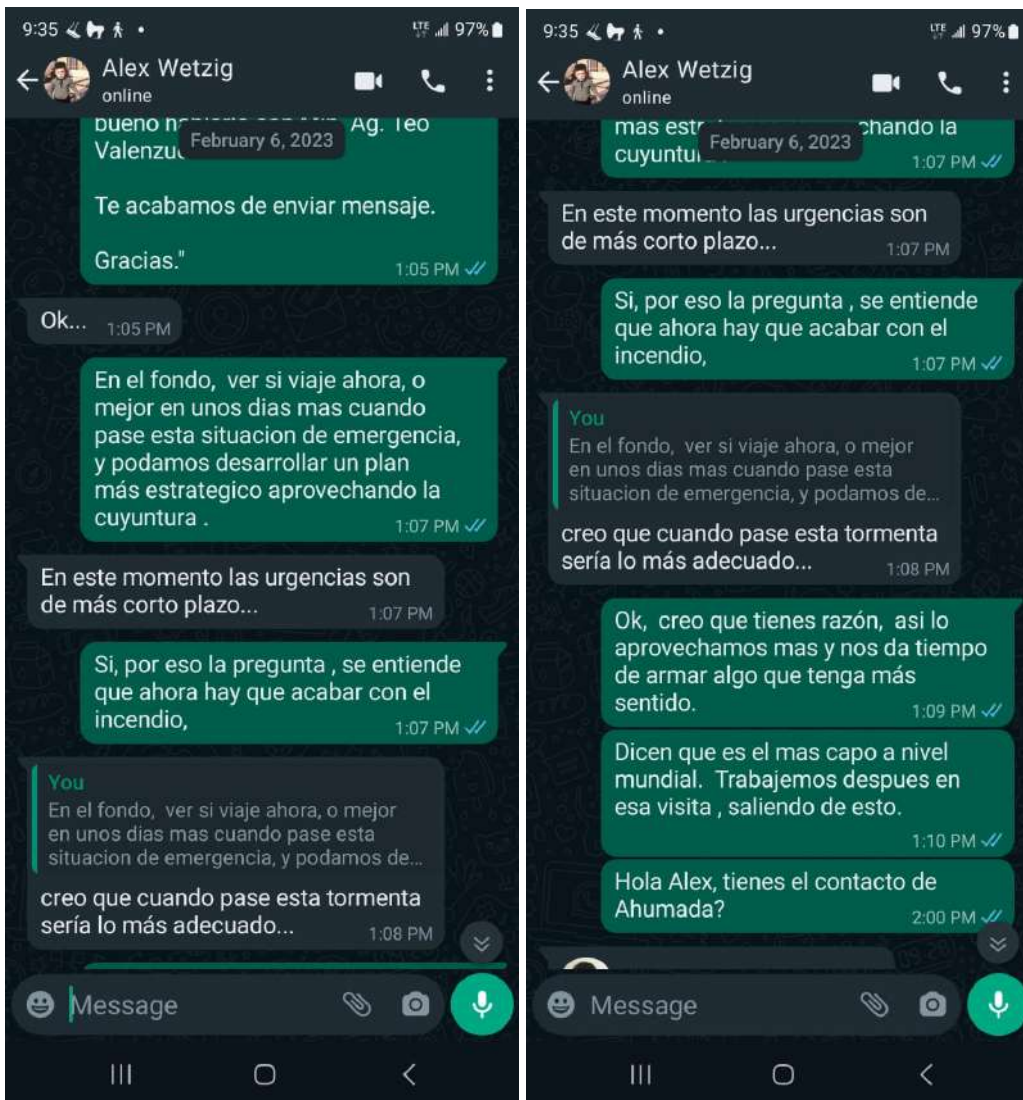 9:35
LTE
97%
Alex Wetzig
online
bueno
Ag. Teo
February 6, 2023
Te acabamos de enviar mensaje.
Gracias."
1:05 PM
Ok...
1:05 PM
En el fondo, ver si viaje ahora, o
mejor en unos dias mas cuando
pase esta situacion de emergencia,
y podamos desarrollar un plan
más estrategico aprovechando la
cuyuntura .
1:07 PM
En este momento las urgencias son
de más corto plazo...
1:07 PM
Si, por eso la pregunta , se entiende
que ahora hay que acabar con el
incendio,
1:07 PM
You
En el fondo, ver si viaje ahora, o mejor
en unos dias mas cuando pase esta
situacion de emergencia, y podamos de...
creo que cuando pase esta tormenta
sería lo más adecuado...
1:08 PM
Message
9:35
LTE
97%
Alex Wetzig
online
la
February 6, 2023
1:07 PM
En este momento las urgencias son
de más corto plazo...
1:07 PM
Si, por eso la pregunta , se entiende
que ahora hay que acabar con el
incendio,
1:07 PM
You
En el fondo, ver si viaje ahora, o mejor
en unos dias mas cuando pase esta
situacion de emergencia, y podamos de...
creo que cuando pase esta tormenta
sería lo más adecuado...
1:08 PM
Ok, creo que tienes razón, asi lo
aprovechamos mas y nos da tiempo
de armar algo que tenga más
sentido.
1:09 PM
Dicen que es el mas capo a nivel
mundial. Trabajemos despues en
esa visita , saliendo de esto.
1:10 PM
Hola Alex, tienes el contacto de
Ahumada?
2:00 PM
Message